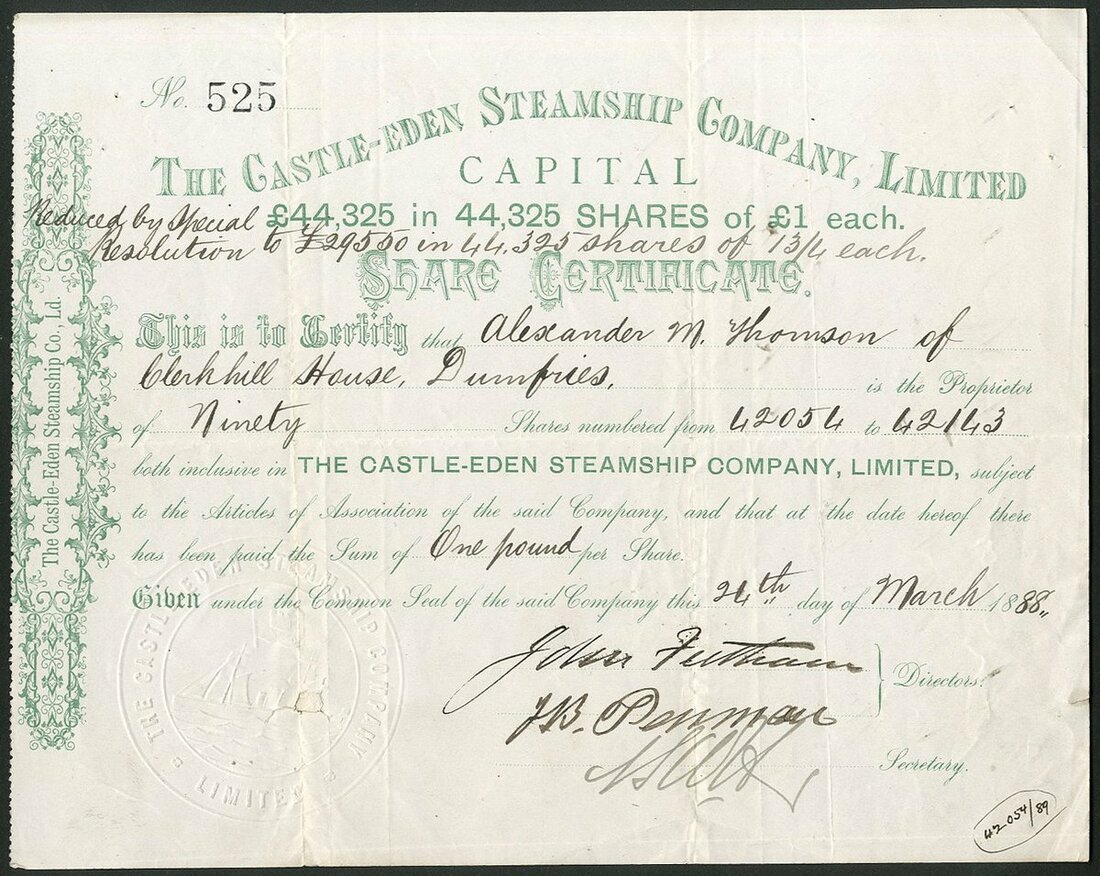 No. 525
THE CASTLE-EDEN STEAMSHIP COMPANY, LIMITED
CAPITAL
£44,325 in 44,325 SHARES of £1 each.
Reduced by Special
Resolution to £29550 in 44,325 shares of 13/4 each.
SHARE CERTIFICATE.
This is to Certify that Alexander M. Thomson of
Clerkhill House, Dumfries, is the Proprietor
of Ninety Shares numbered from 42054 to 42143
both inclusive in THE CASTLE-EDEN STEAMSHIP COMPANY, LIMITED, subject
to the Articles of Association of the said Company, and that at the date hereof there
has been paid the Sum of One pound per Share.
Given under the Common Seal of the said Company this 24th day of March 1888
John
J.B. Penman
Directors.
Secretary.
The Castle-Eden Steamship Co., Ld.
THE CASTLE-EDEN STEAMSHIP COMPANY
LIMITED
42054/89